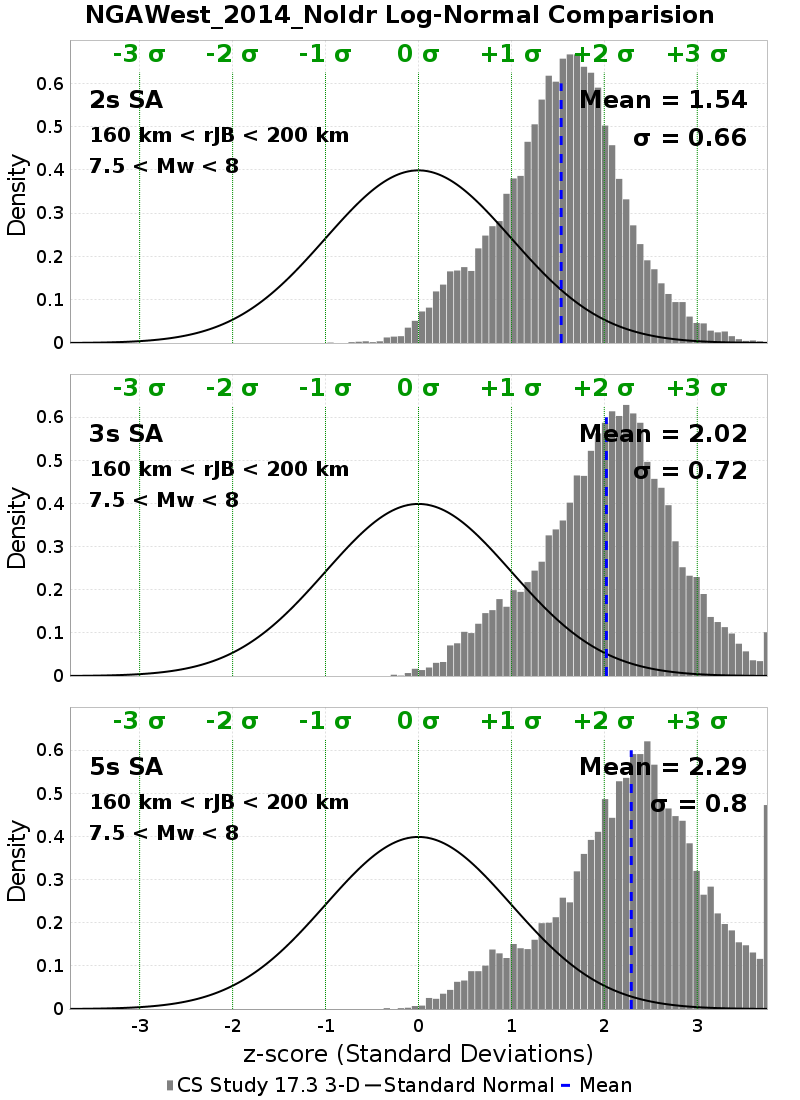 NGAWest_2014_NoIdr Log-Normal Comparision
-3 σ -2 σ -1 σ 0 σ +1 σ +2 σ +3 σ
2s SA
Mean = 1.54
160 km < rJB < 200 km
σ = 0.66
7.5 < Mw < 8
Density
0.6
0.5
0.4
0.3
0.2
0.1
0
-3 σ -2 σ -1 σ 0 σ +1 σ +2 σ +3 σ
3s SA
Mean = 2.02
160 km < rJB < 200 km
σ = 0.72
7.5 < Mw < 8
Density
0.6
0.5
0.4
0.3
0.2
0.1
0
-3 σ -2 σ -1 σ 0 σ +1 σ +2 σ +3 σ
5s SA
Mean = 2.29
160 km < rJB < 200 km
σ = 0.8
7.5 < Mw < 8
Density
0.6
0.5
0.4
0.3
0.2
0.1
0
-3 -2 -1 0 1 2 3
z-score (Standard Deviations)
CS Study 17.3 3-D Standard Normal Mean